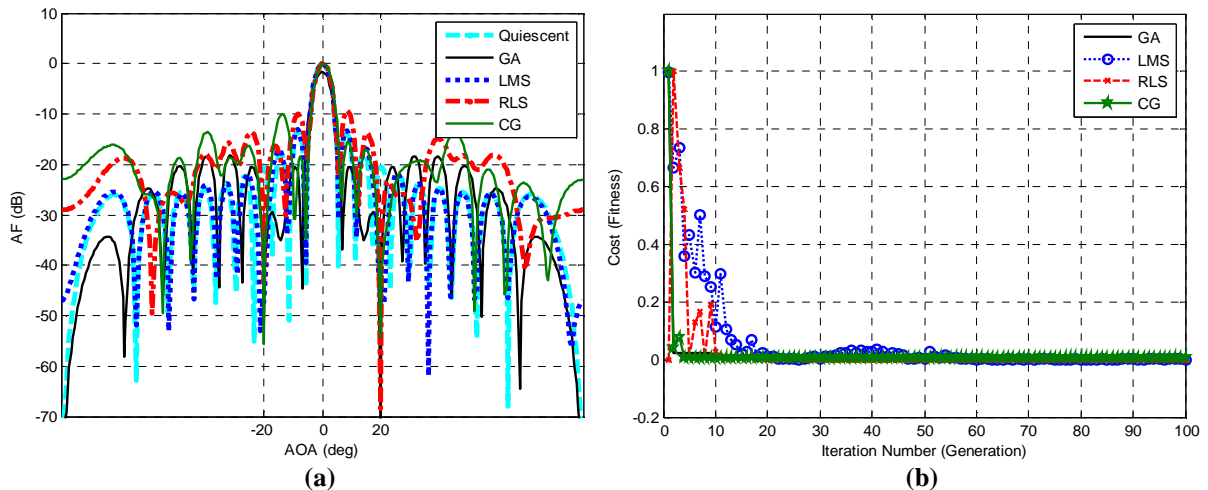 Quiescent
GA
LMS
RLS
CG
0
-10
-20
-30
-40
-50
-60
-70
AF (dB)
-20
0
20
AOA (deg)
(a)
GA
LMS
RLS
CG
1
0.8
0.6
0.4
0.2
0
-0.2
Cost (Fitness)
0
10
20
30
40
50
60
70
80
90
100
Iteration Number (Generation)
(b)